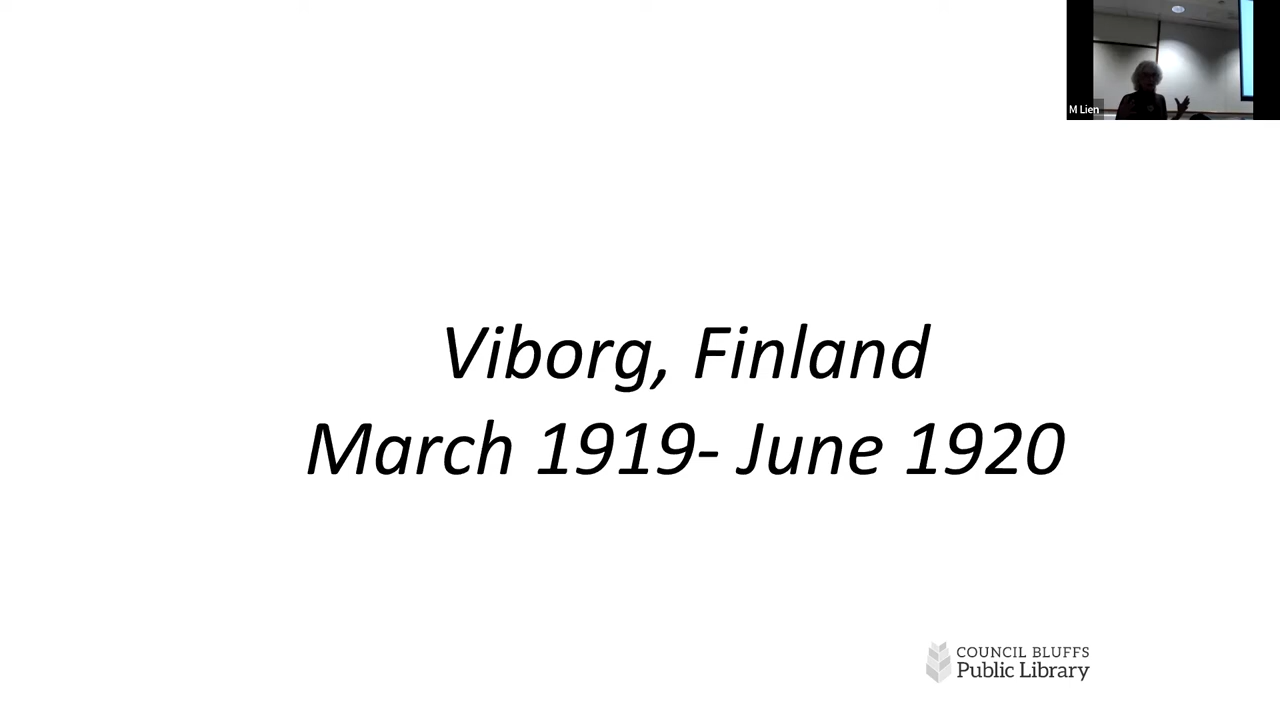 M Lien
Viborg, Finland
March 1919- June 1920
COUNCIL BLUFFS
Public Library